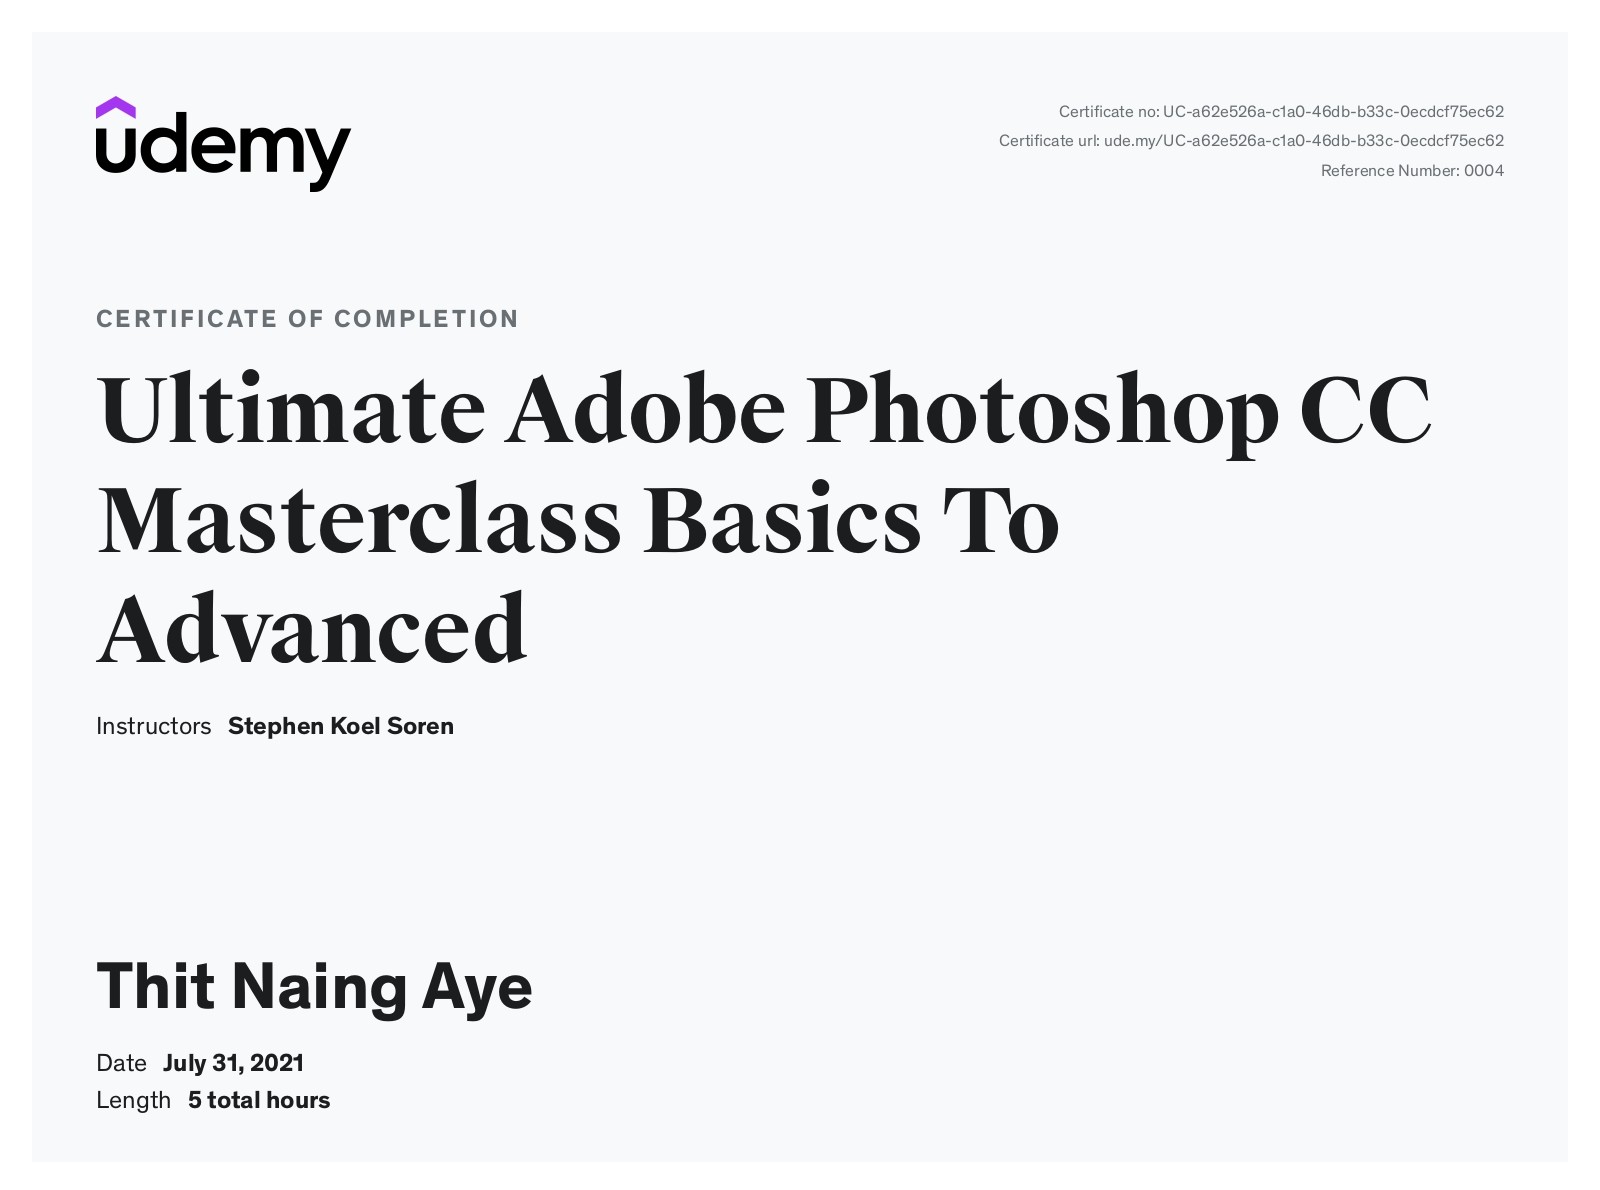 udemy
Certificate no: UC-a62e526a-c1a0-46db-b33c-0ecdcf75ec62
Certificate url: ude.my/UC-a62e526a-c1a0-46db-b33c-0ecdcf75ec62
Reference Number: 0004
CERTIFICATE OF COMPLETION
Ultimate Adobe Photoshop CC
Masterclass Basics To
Advanced
Instructors Stephen Koel Soren
Thit Naing Aye
Date July 31, 2021
Length 5 total hours